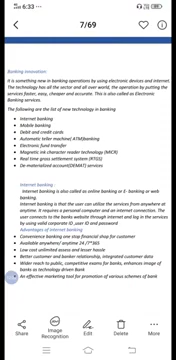 6:33
7/69
Banking innovation
It is something new in banking operations by using electronic devices and internet.
The technology has all the sector and all over world, the operation by putting the
services faster, easy, cheaper and accurate. This is also called as Electronic
Banking services.
The following are the list of new technology in banking
• Internet banking
• Mobile banking
• Debit and credit cards
• Automatic teller machine/ ATM)banking
• Electronic fund transfer
• Magnetic ink character reader technology (MICR)
• Real time gross settlement system (RTGS)
• De-materialized account(DEMAT) services
Internet banking
Internet banking is also called as online banking or E- banking or web
banking.
Internet banking is that the user can utilize the services from anywhere at
anytime. It requires a personal computer and an internet connection. The
user connects to the banks website through internet and log in the services
by using valid corporate ID ,user ID and password.
Advantages of internet banking
• Convenience banking one stop financial shop for customer
• Available anywhere/ anytime 24 /7*365
• Low cost unlimited assess and lesser hassle
• Better customer and banker relationship, integrated customer data
• Wider reach to public, competitive exams for banks, enhances image of
banks as technology driven Bank
• An effective marketing tool for promotion of various schemes of bank
Share
Image
Recognition
Edit
More